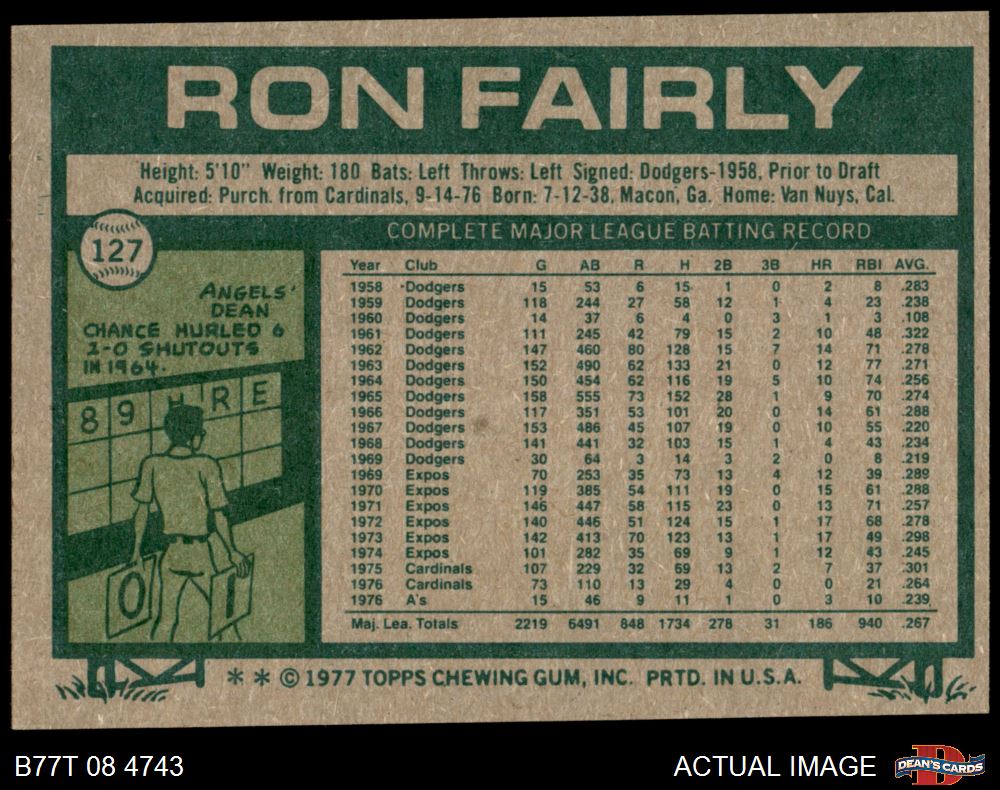 RON FAIRLY
Height: 5'10" Weight: 180 Bats: Left Throws: Left Signed: Dodgers-1958, Prior to Draft
Acquired: Purch. from Cardinals, 9-14-76 Born: 7-12-38, Macon, Ga. Home: Van Nuys, Cal.
127
ANGELS'
DEAN
CHANCE HURLED 6
1-0 SHUTOUTS
IN 1964.
8 9 H R E
0 1
COMPLETE MAJOR LEAGUE BATTING RECORD
Year Club G AB R H 2B 3B HR RBI AVG.
1958 Dodgers 15 53 6 15 1 0 2 8 .283
1959 Dodgers 118 244 27 58 12 1 4 23 .238
1960 Dodgers 14 37 6 4 0 3 1 3 .108
1961 Dodgers 111 245 42 79 15 2 10 48 .322
1962 Dodgers 147 460 80 128 15 7 14 71 .278
1963 Dodgers 152 490 62 133 21 0 12 77 .271
1964 Dodgers 150 454 62 116 19 5 10 74 .256
1965 Dodgers 158 555 73 152 28 1 9 70 .274
1966 Dodgers 117 351 53 101 20 0 14 61 .288
1967 Dodgers 153 486 45 107 19 0 10 55 .220
1968 Dodgers 141 441 32 103 15 1 4 43 .234
1969 Dodgers 30 64 3 14 3 2 0 8 .219
1969 Expos 70 253 35 73 13 4 12 39 .289
1970 Expos 119 385 54 111 19 0 15 61 .288
1971 Expos 146 447 58 115 23 0 13 71 .257
1972 Expos 140 446 51 124 15 1 17 68 .278
1973 Expos 142 413 70 123 13 1 17 49 .298
1974 Expos 101 282 35 69 9 1 12 43 .245
1975 Cardinals 107 229 32 69 13 2 7 37 .301
1976 Cardinals 73 110 13 29 4 0 0 21 .264
1976 A's 15 46 9 11 1 0 3 10 .239
Maj. Lea. Totals 2219 6491 848 1734 278 31 186 940 .267
** © 1977 TOPPS CHEWING GUM, INC. PRTD. IN U.S.A.
B77T 08 4743
ACTUAL IMAGE
D
DEAN'S CARDS